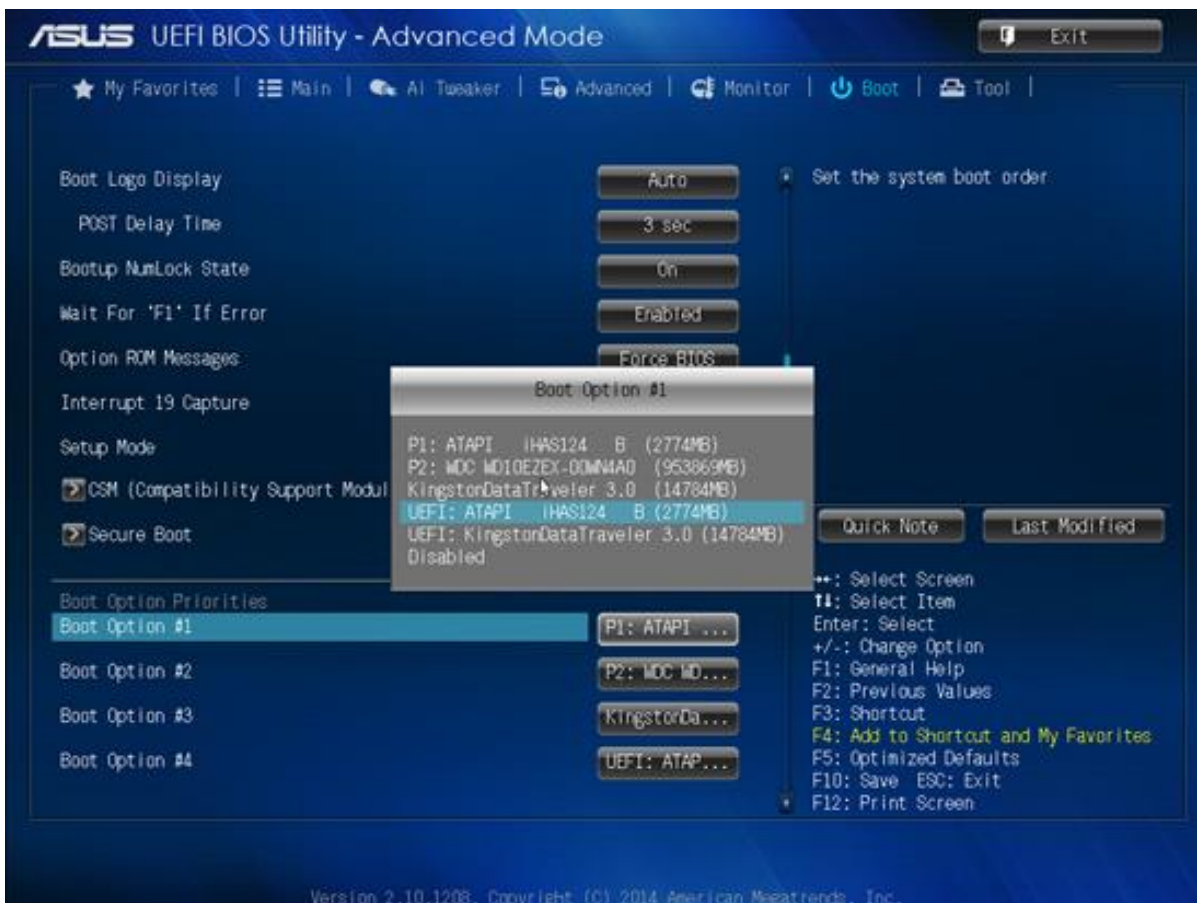 ASUS UEFI BIOS Utility - Advanced Mode
Exit
My Favorites | Main | Ai Tweaker | Advanced | Monitor | Boot | Tool |
Boot Logo Display Auto
Set the system boot order
POST Delay Time 3 sec
Bootup NumLock State On
Wait For 'F1' If Error Enabled
Option ROM Messages Force BIOS
Interrupt 19 Capture
Setup Mode
CSM (Compatibility Support Modul
Secure Boot
Boot Option #1
P1: ATAPI iHAS124 B (2774MB)
P2: WDC WD10EZEX-00WN4A0 (953869MB)
KingstonDataTraveler 3.0 (14784MB)
UEFI: ATAPI iHAS124 B (2774MB)
UEFI: KingstonDataTraveler 3.0 (14784MB)
Disabled
Boot Option Priorities
Boot Option #1 P1: ATAPI ...
Boot Option #2 P2: WDC WD...
Boot Option #3 KingstonDa...
Boot Option #4 UEFI: ATAP...
Quick Note Last Modified
→←: Select Screen
↑↓: Select Item
Enter: Select
+/-: Change Option
F1: General Help
F2: Previous Values
F3: Shortcut
F4: Add to Shortcut and My Favorites
F5: Optimized Defaults
F10: Save ESC: Exit
F12: Print Screen
Version 2.10.1208. Copyright (C) 2014 American Megatrends, Inc.